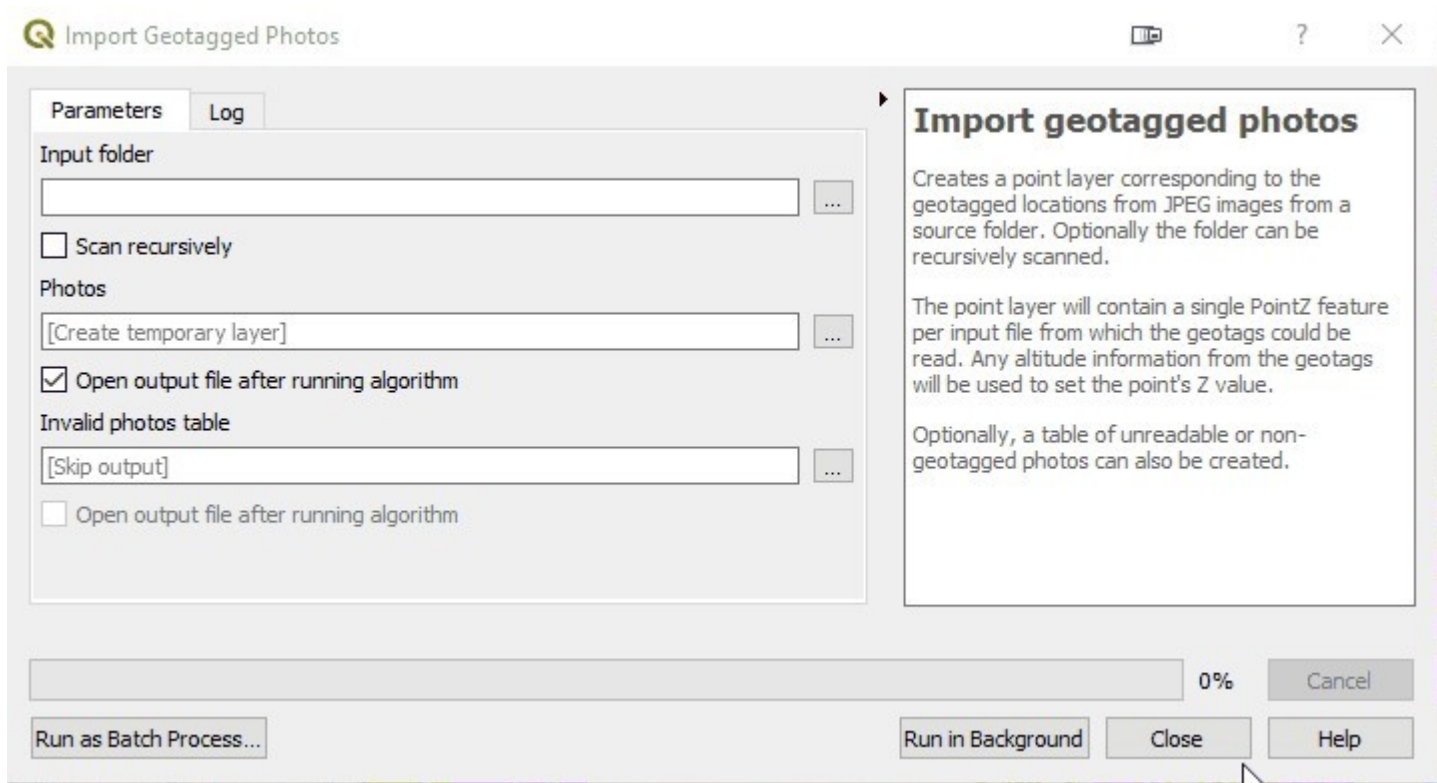 Import Geotagged Photos
?
Parameters
Log
Input folder
...
Scan recursively
Photos
[Create temporary layer]
...
Open output file after running algorithm
Invalid photos table
[Skip output]
...
Open output file after running algorithm
Import geotagged photos
Creates a point layer corresponding to the
geotagged locations from JPEG images from a
source folder. Optionally the folder can be
recursively scanned.
The point layer will contain a single PointZ feature
per input file from which the geotags could be
read. Any altitude information from the geotags
will be used to set the point's Z value.
Optionally, a table of unreadable or non-
geotagged photos can also be created.
0%
Cancel
Run as Batch Process...
Run in Background
Close
Help